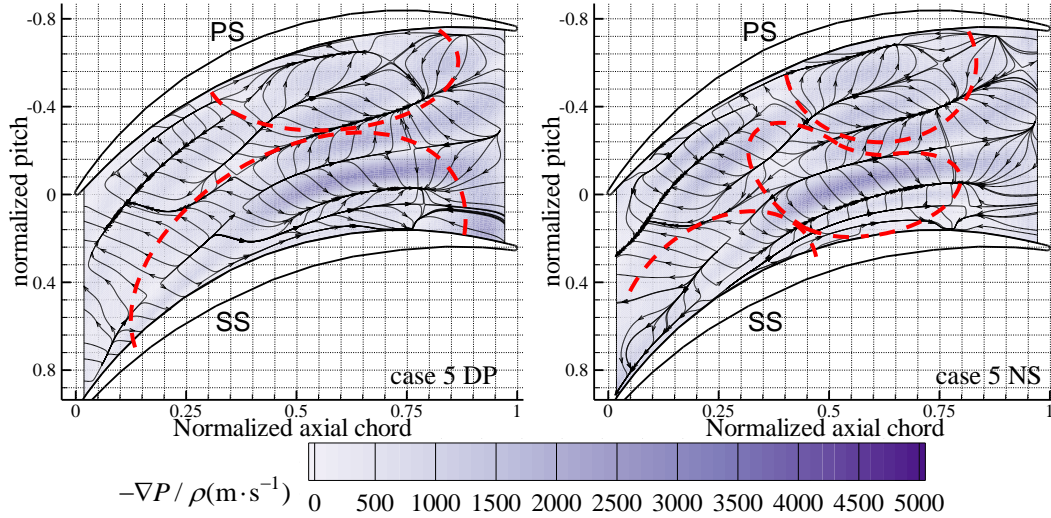 -0.8
-0.4
0
0.4
0.8
normalized pitch
PS
SS
case 5 DP
0 0.25 0.5 0.75 1
Normalized axial chord
-0.8
-0.4
0
0.4
0.8
normalized pitch
PS
SS
case 5 NS
0 0.25 0.5 0.75 1
Normalized axial chord
−∇P / ρ(m·s⁻¹)
0 500 1000 1500 2000 2500 3000 3500 4000 4500 5000